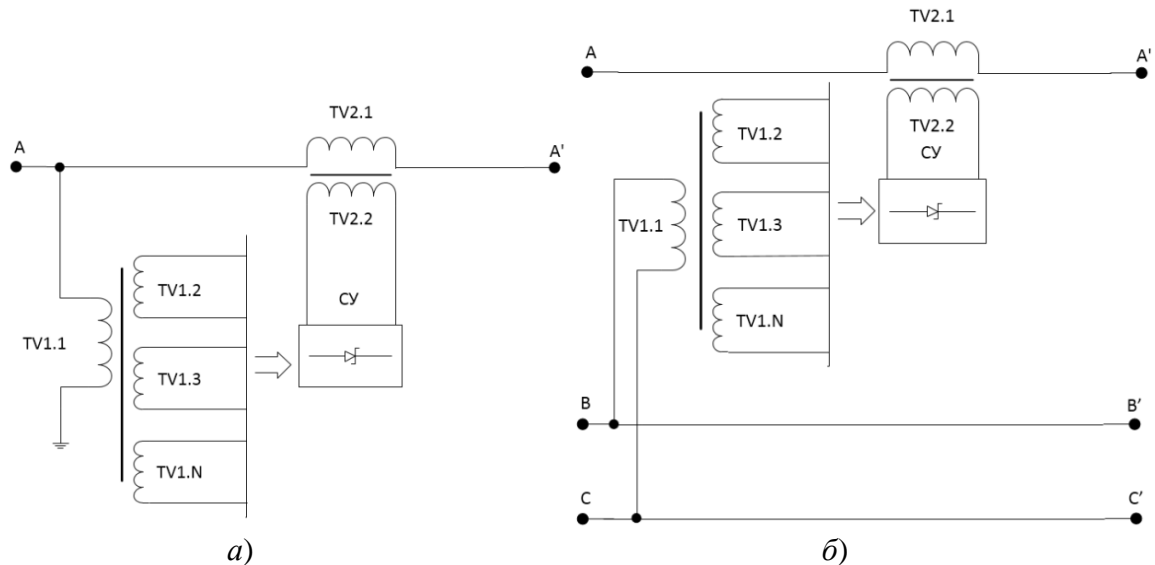 TV2.1
A
A'
TV2.2
TV1.2
СУ
TV1.1
TV1.3
TV1.N
а)
TV2.1
A
A'
TV2.2
СУ
TV1.2
TV1.1
TV1.3
TV1.N
B
B’
C
C’
б)